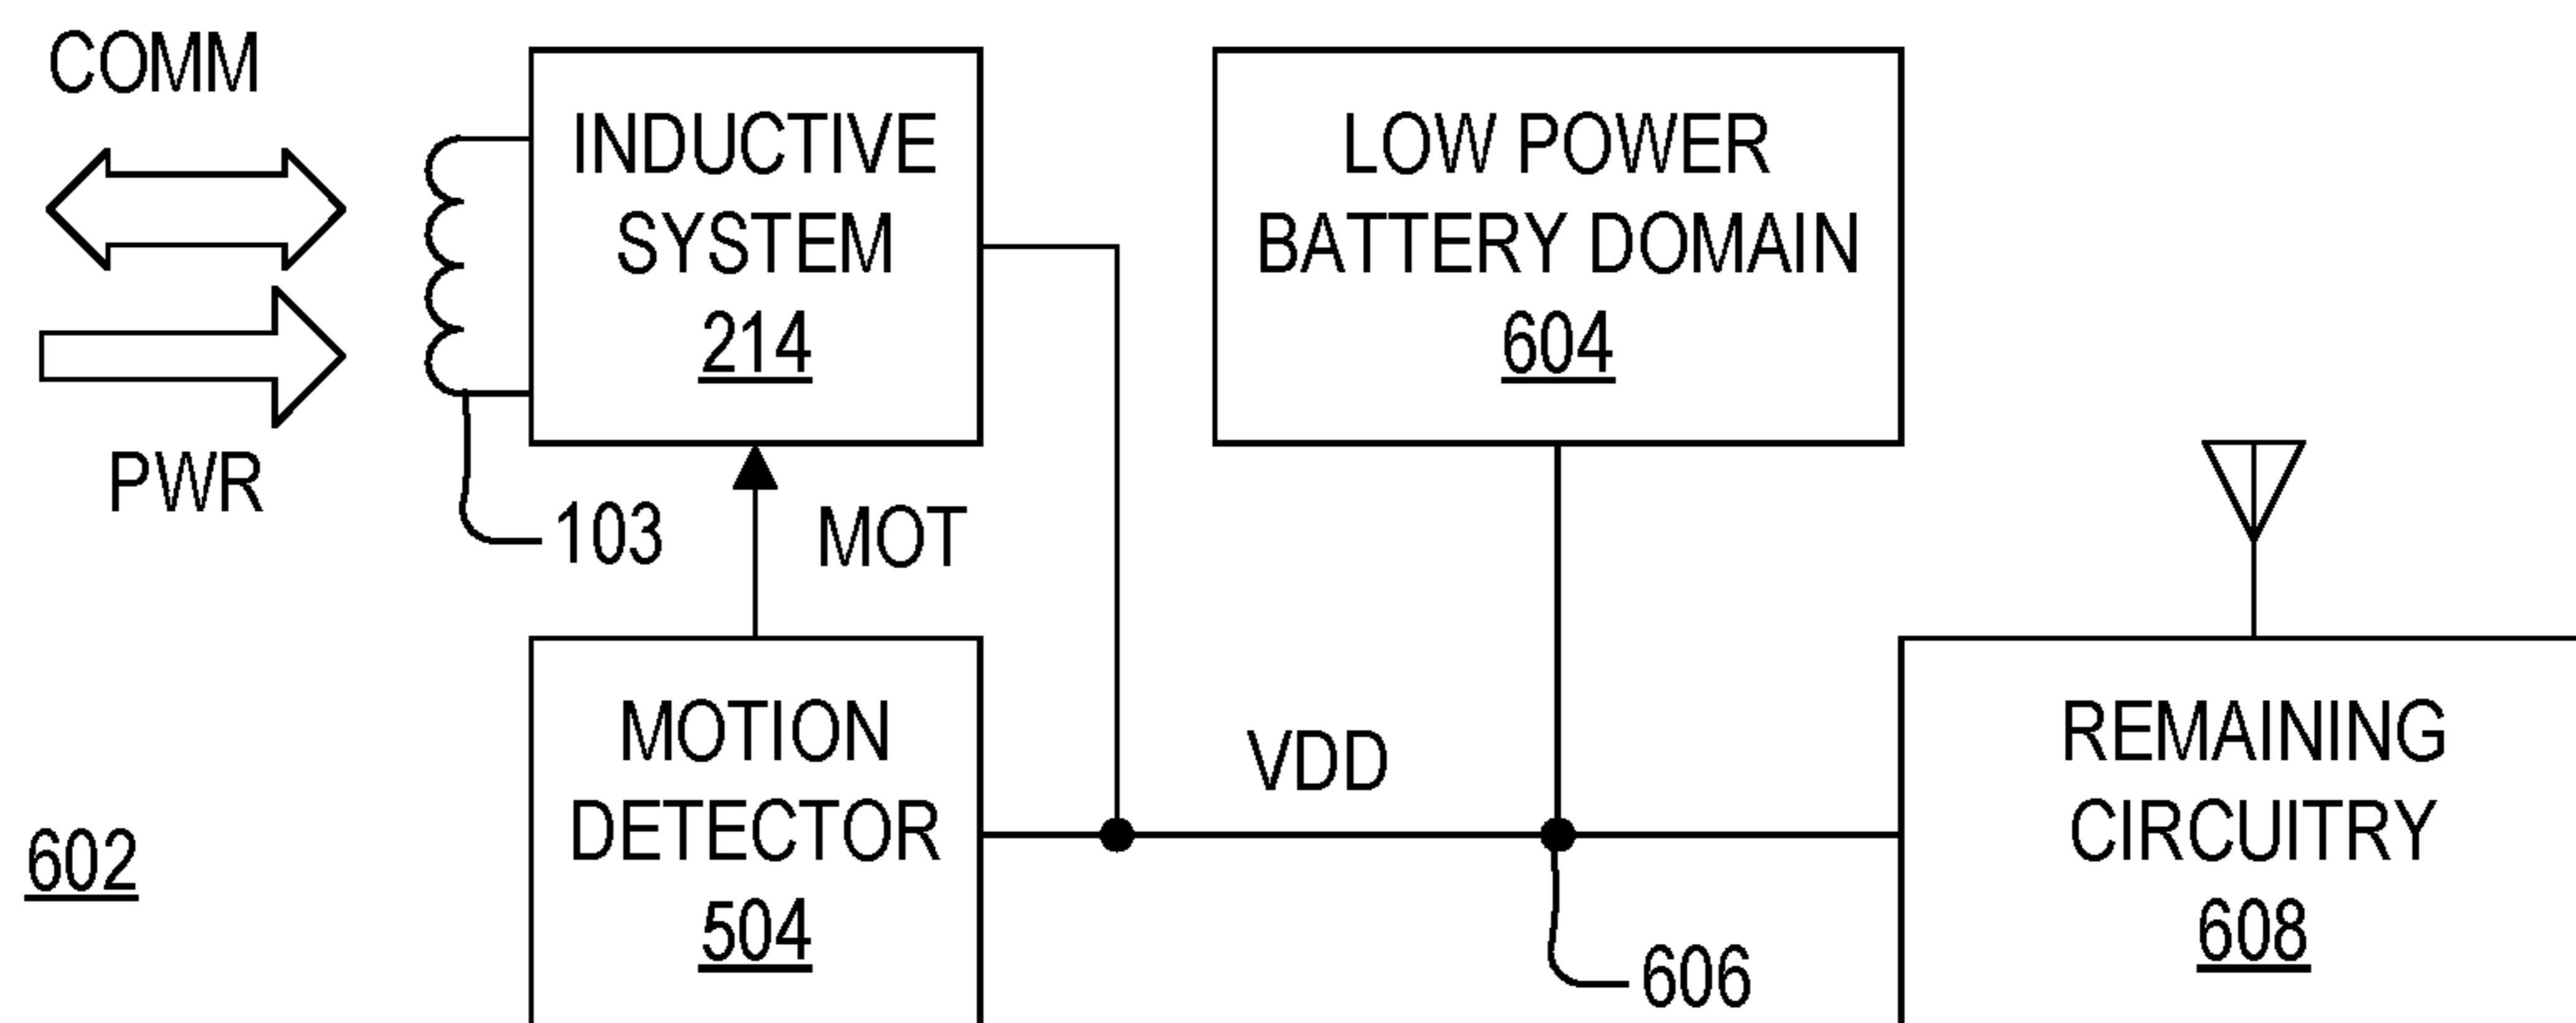 COMM
PWR
INDUCTIVE
SYSTEM
214
103
MOT
LOW POWER
BATTERY DOMAIN
604
MOTION
DETECTOR
504
VDD
606
REMAINING
CIRCUITRY
608
602